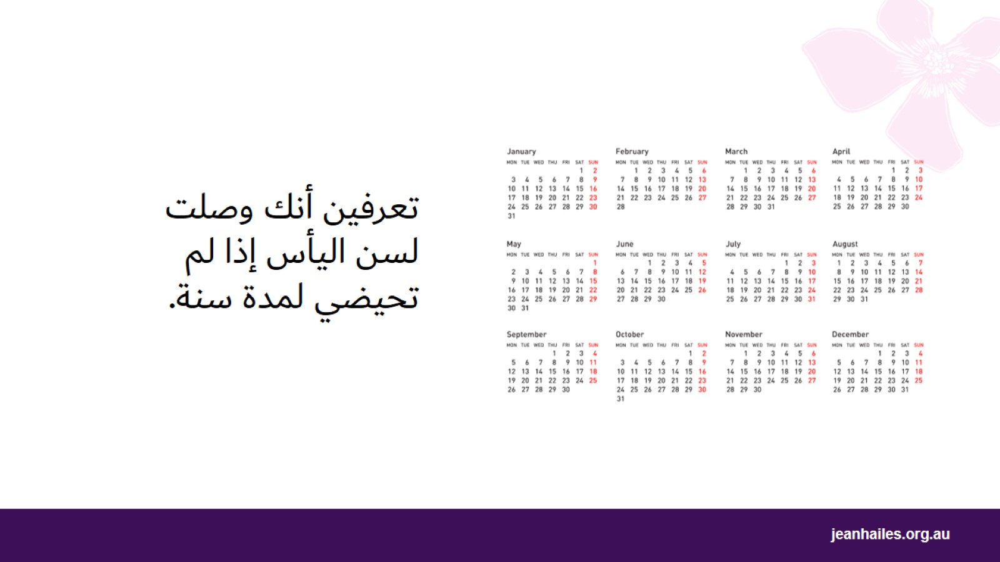 تعرفين أنك وصلت
لسن اليأس إذا لم
تحيضي لمدة سنة.
January
MON TUE WED THU FRI SAT SUN
1 2
3 4 5 6 7 8 9
10 11 12 13 14 15 16
17 18 19 20 21 22 23
24 25 26 27 28 29 30
31
February
MON TUE WED THU FRI SAT SUN
1 2 3 4 5 6
7 8 9 10 11 12 13
14 15 16 17 18 19 20
21 22 23 24 25 26 27
28
March
MON TUE WED THU FRI SAT SUN
1 2 3 4 5 6
7 8 9 10 11 12 13
14 15 16 17 18 19 20
21 22 23 24 25 26 27
28 29 30 31
April
MON TUE WED THU FRI SAT SUN
1 2 3
4 5 6 7 8 9 10
11 12 13 14 15 16 17
18 19 20 21 22 23 24
25 26 27 28 29 30
May
MON TUE WED THU FRI SAT SUN
1
2 3 4 5 6 7 8
9 10 11 12 13 14 15
16 17 18 19 20 21 22
23 24 25 26 27 28 29
30 31
June
MON TUE WED THU FRI SAT SUN
1 2 3 4 5
6 7 8 9 10 11 12
13 14 15 16 17 18 19
20 21 22 23 24 25 26
27 28 29 30
July
MON TUE WED THU FRI SAT SUN
1 2 3
4 5 6 7 8 9 10
11 12 13 14 15 16 17
18 19 20 21 22 23 24
25 26 27 28 29 30 31
August
MON TUE WED THU FRI SAT SUN
1 2 3 4 5 6 7
8 9 10 11 12 13 14
15 16 17 18 19 20 21
22 23 24 25 26 27 28
29 30 31
September
MON TUE WED THU FRI SAT SUN
1 2 3 4
5 6 7 8 9 10 11
12 13 14 15 16 17 18
19 20 21 22 23 24 25
26 27 28 29 30
October
MON TUE WED THU FRI SAT SUN
1 2
3 4 5 6 7 8 9
10 11 12 13 14 15 16
17 18 19 20 21 22 23
24 25 26 27 28 29 30
31
November
MON TUE WED THU FRI SAT SUN
1 2 3 4 5 6
7 8 9 10 11 12 13
14 15 16 17 18 19 20
21 22 23 24 25 26 27
28 29 30
December
MON TUE WED THU FRI SAT SUN
1 2 3 4
5 6 7 8 9 10 11
12 13 14 15 16 17 18
19 20 21 22 23 24 25
26 27 28 29 30 31
jeanhailes.org.au